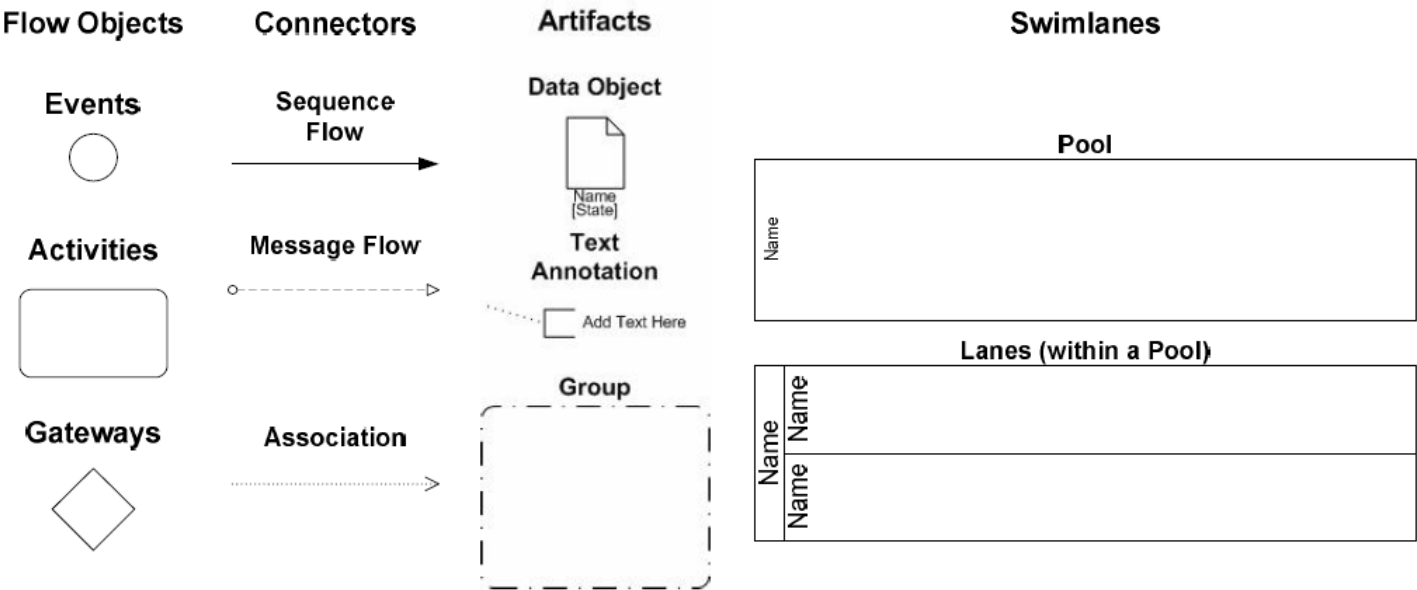 Flow Objects
Events
Activities
Gateways
Connectors
Sequence
Flow
Message Flow
Association
Artifacts
Data Object
Name
[State]
Text
Annotation
Add Text Here
Group
Swimlanes
Pool
Name
Lanes (within a Pool)
Name
Name
Name